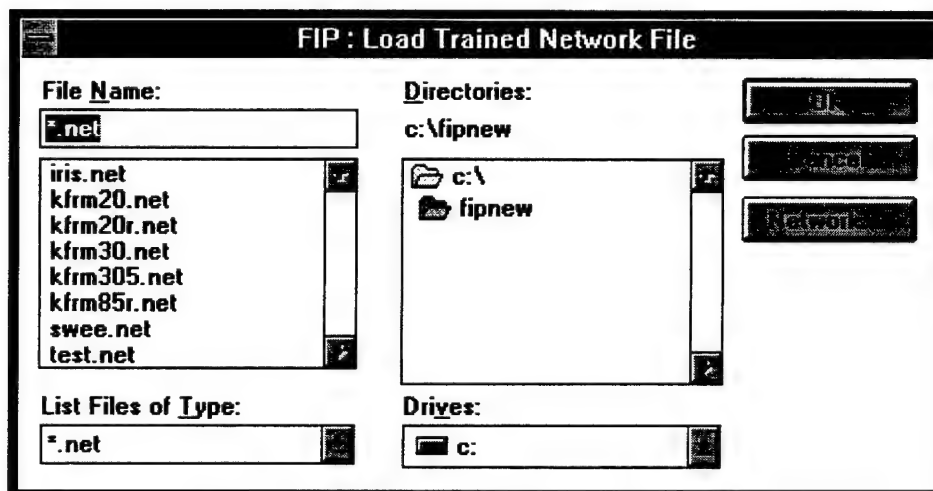 FIP : Load Trained Network File
File Name:
*.net
iris.net
kfrm20.net
kfrm20r.net
kfrm30.net
kfrm305.net
kfrm85r.net
swee.net
test.net
List Files of Type:
*.net
Directories:
c:\fipnew
c:\
fipnew
Drives:
c: